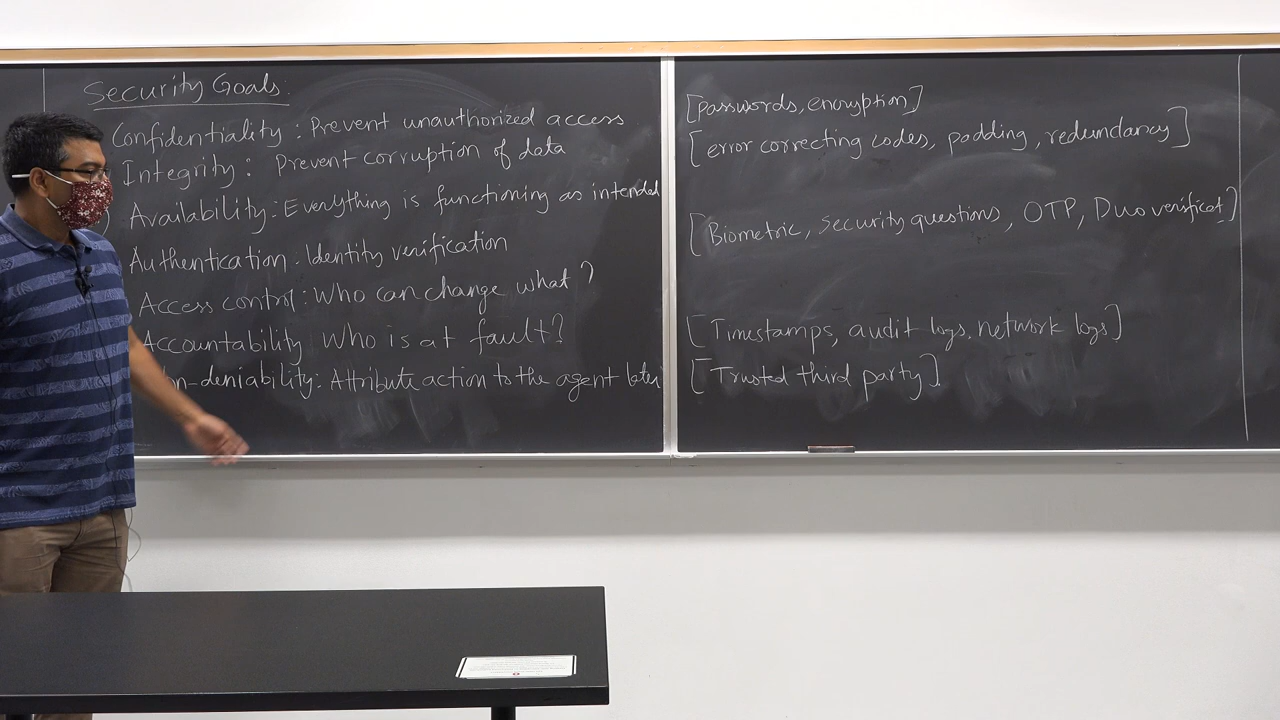 Security Goals:
Confidentiality : Prevent unauthorized access
Integrity : Prevent corruption of data
Availability : Everything is functioning as intended
Authentication . Identity verification
Access control : Who can change what ?
Accountability Who is at fault?
n-deniability : Attribute action to the agent later
[Passwords, encryption]
[error correcting codes, padding, redundancy]
[Biometric, security questions, OTP, Duo verificat]
[Timestamps, audit logs, network logs]
[Trusted third party].